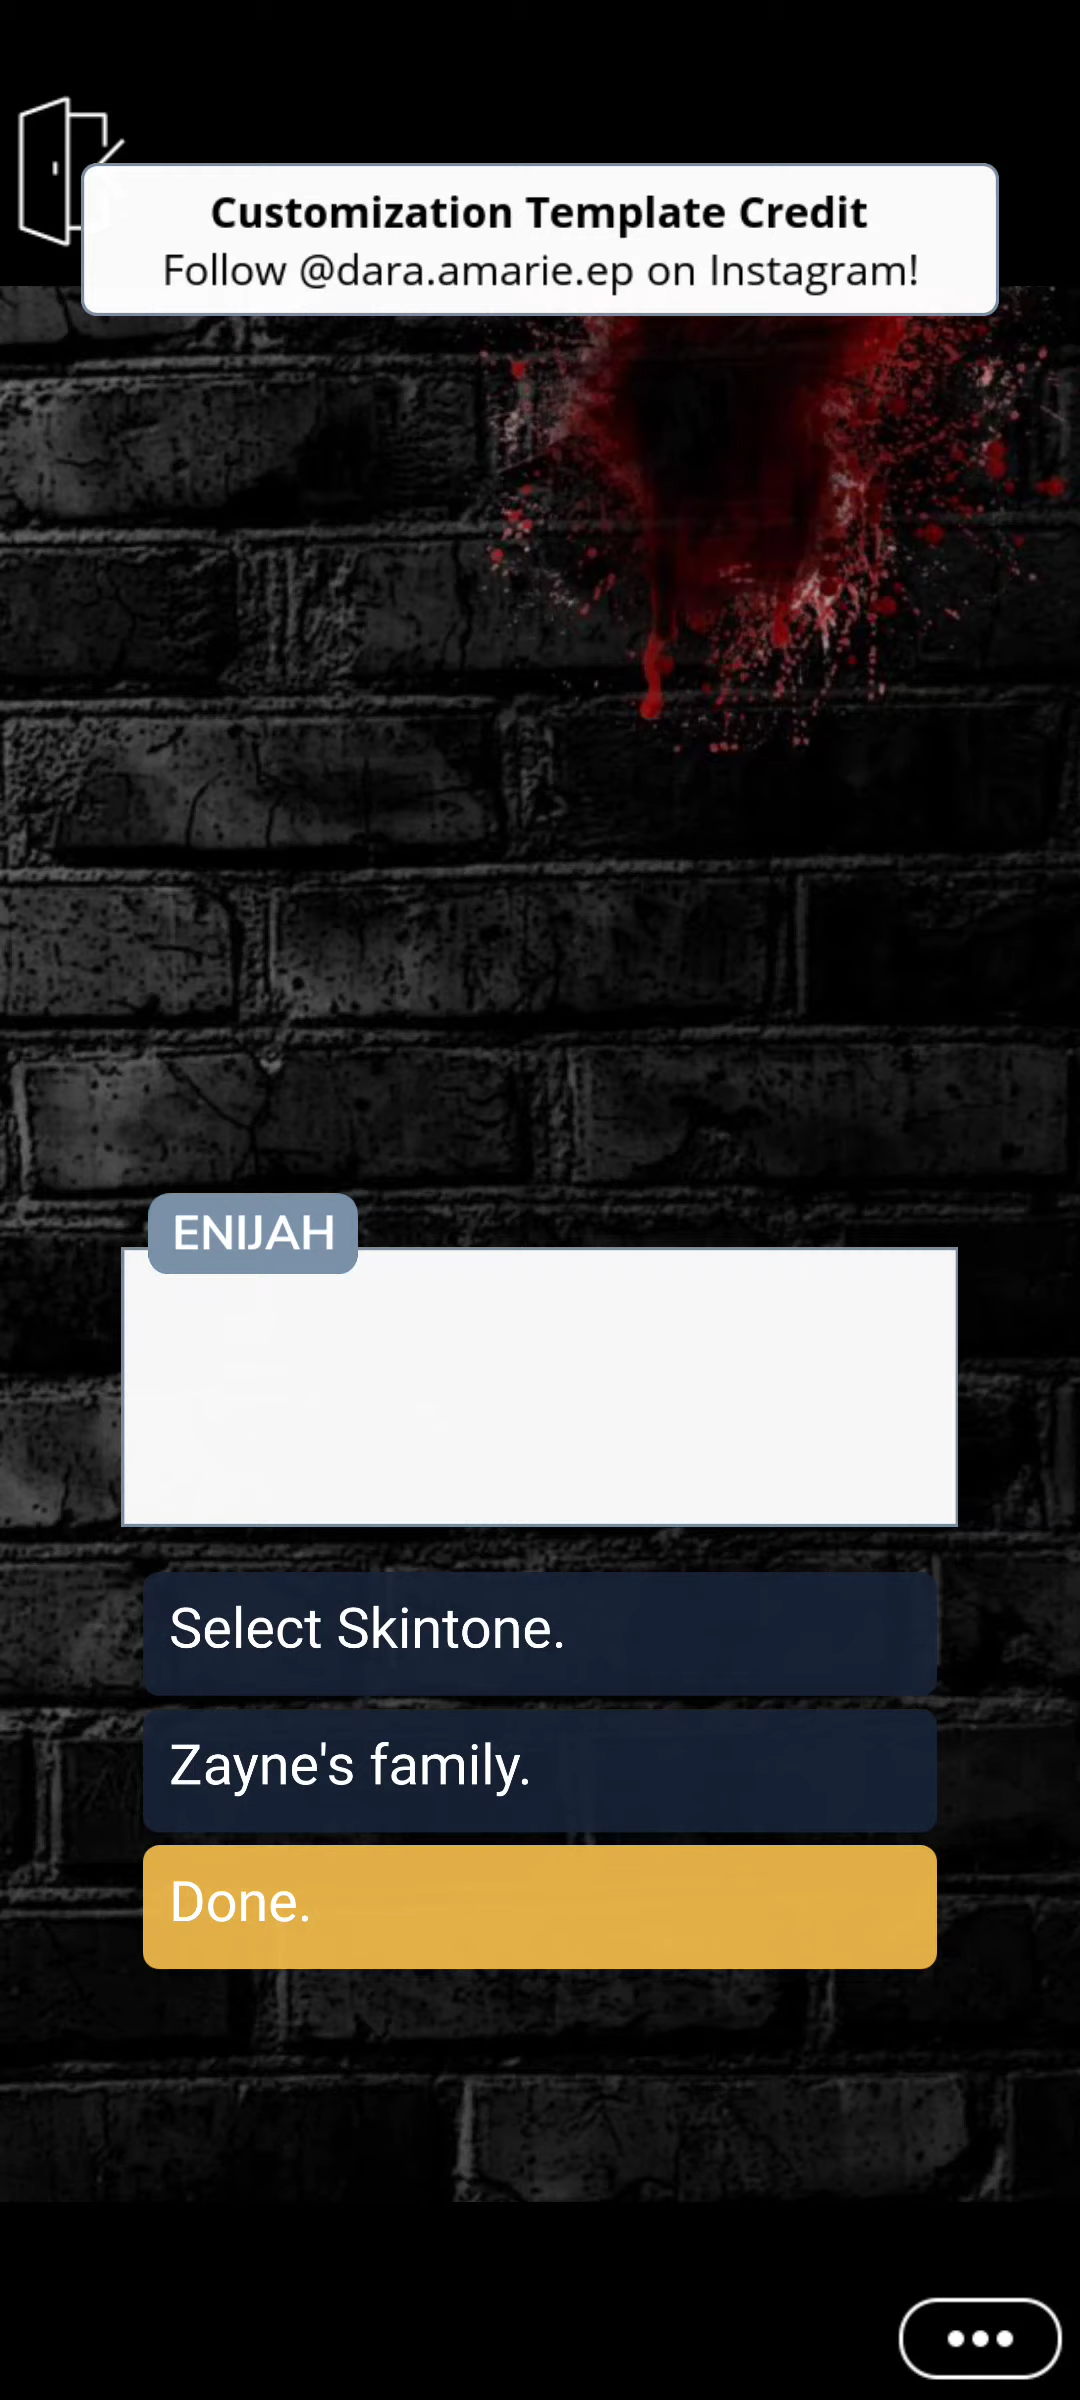 Customization Template Credit
Follow @dara.amarie.ep on Instagram!
ENIJAH
Select Skintone.
Zayne's family.
Done.